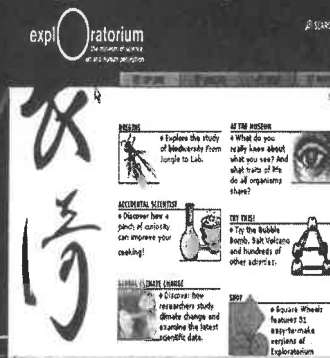 explOratorium
the museum of science
art and human perception
ORIGINS
Explore the study
of biodiversity From
Jungle to Lab.
AT THE MUSEUM
What do you
really know about
what you see? And
what traits of life
do all organisms
share?
ACCIDENTAL SCIENTIST
Discover how a
pinch of curiosity
can improve your
cooking!
TRY THIS!
Try the Bubble
Bomb, Salt Volcano
and hundreds of
other activities.
GLOBAL CLIMATE CHANGE
Discover how
researchers study
climate change and
examine the latest
scientific data.
SHOP
Square Wheels
features 31
easy-to-make
versions of
Exploratorium